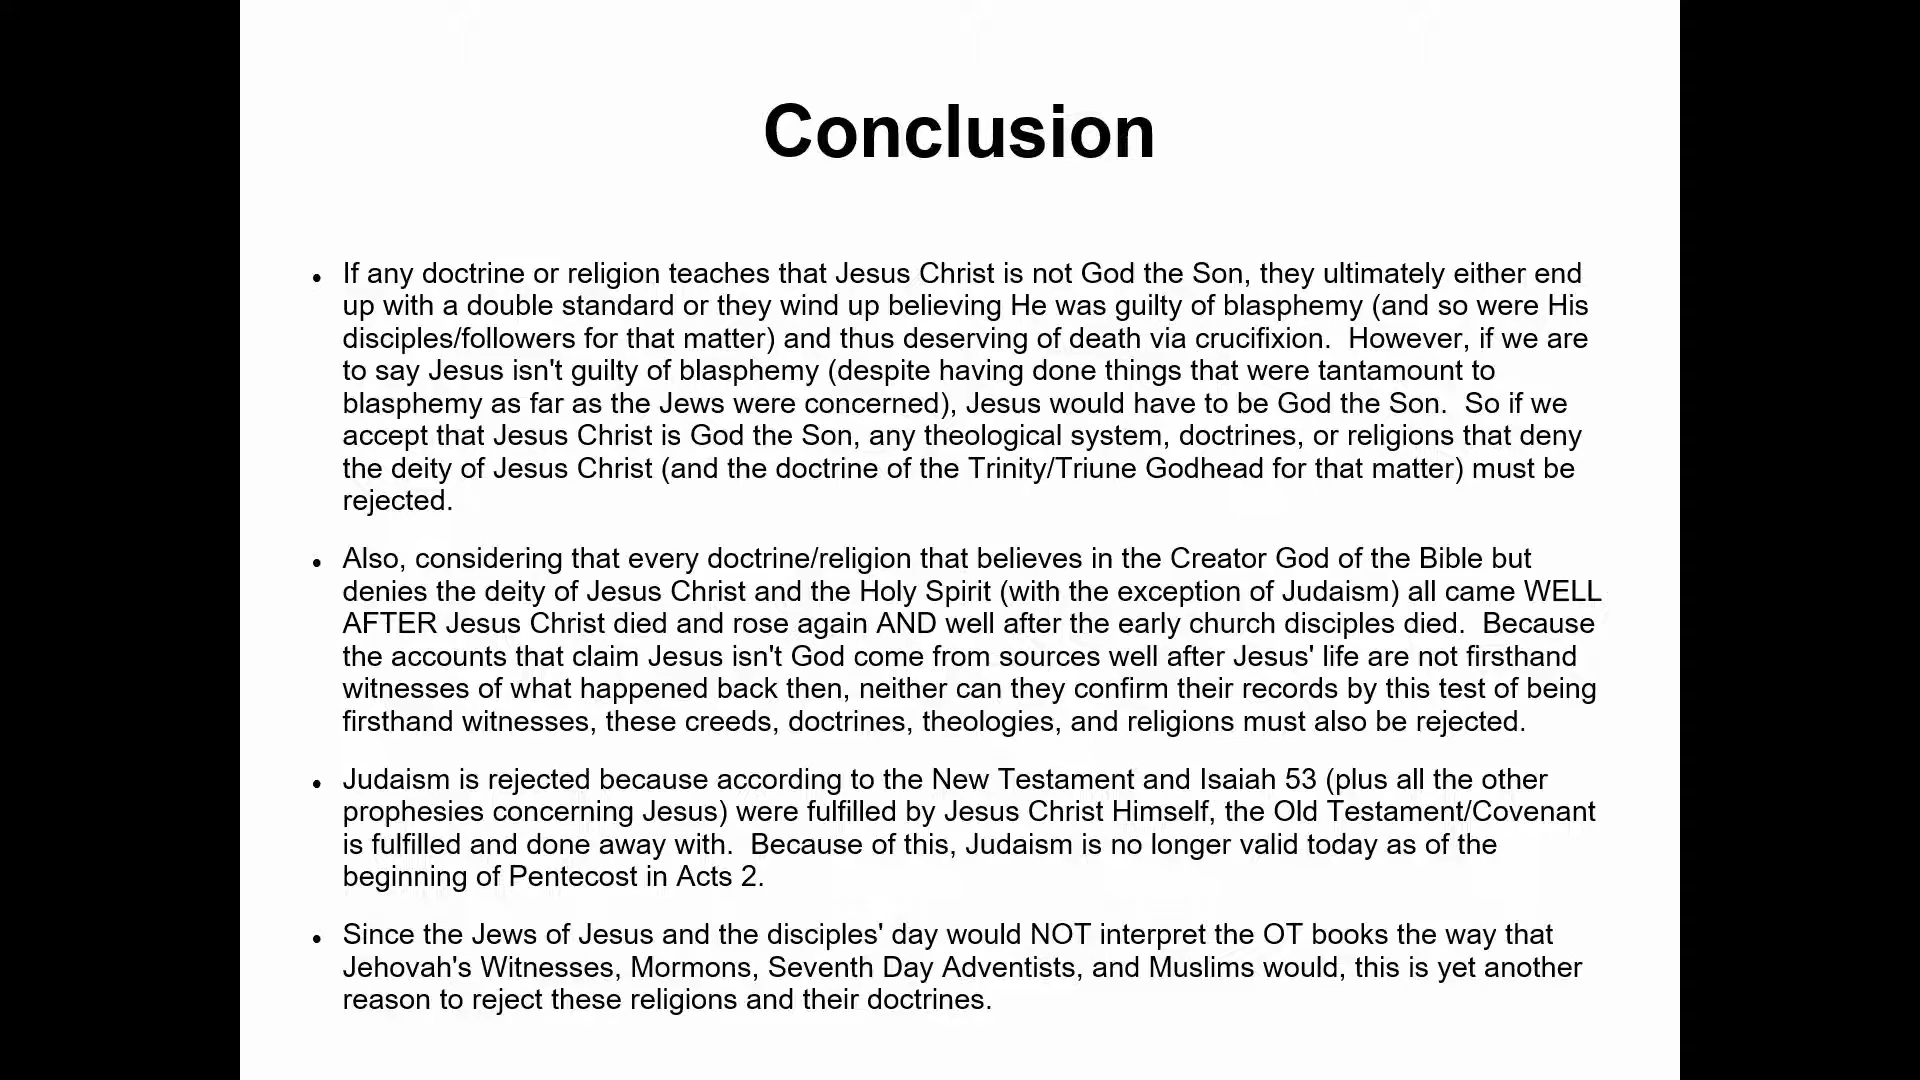 Conclusion
• If any doctrine or religion teaches that Jesus Christ is not God the Son, they ultimately either end
up with a double standard or they wind up believing He was guilty of blasphemy (and so were His
disciples/followers for that matter) and thus deserving of death via crucifixion.  However, if we are
to say Jesus isn't guilty of blasphemy (despite having done things that were tantamount to
blasphemy as far as the Jews were concerned), Jesus would have to be God the Son.  So if we
accept that Jesus Christ is God the Son, any theological system, doctrines, or religions that deny
the deity of Jesus Christ (and the doctrine of the Trinity/Triune Godhead for that matter) must be
rejected.
• Also, considering that every doctrine/religion that believes in the Creator God of the Bible but
denies the deity of Jesus Christ and the Holy Spirit (with the exception of Judaism) all came WELL
AFTER Jesus Christ died and rose again AND well after the early church disciples died.  Because
the accounts that claim Jesus isn't God come from sources well after Jesus' life are not firsthand
witnesses of what happened back then, neither can they confirm their records by this test of being
firsthand witnesses, these creeds, doctrines, theologies, and religions must also be rejected.
• Judaism is rejected because according to the New Testament and Isaiah 53 (plus all the other
prophesies concerning Jesus) were fulfilled by Jesus Christ Himself, the Old Testament/Covenant
is fulfilled and done away with.  Because of this, Judaism is no longer valid today as of the
beginning of Pentecost in Acts 2.
• Since the Jews of Jesus and the disciples' day would NOT interpret the OT books the way that
Jehovah's Witnesses, Mormons, Seventh Day Adventists, and Muslims would, this is yet another
reason to reject these religions and their doctrines.